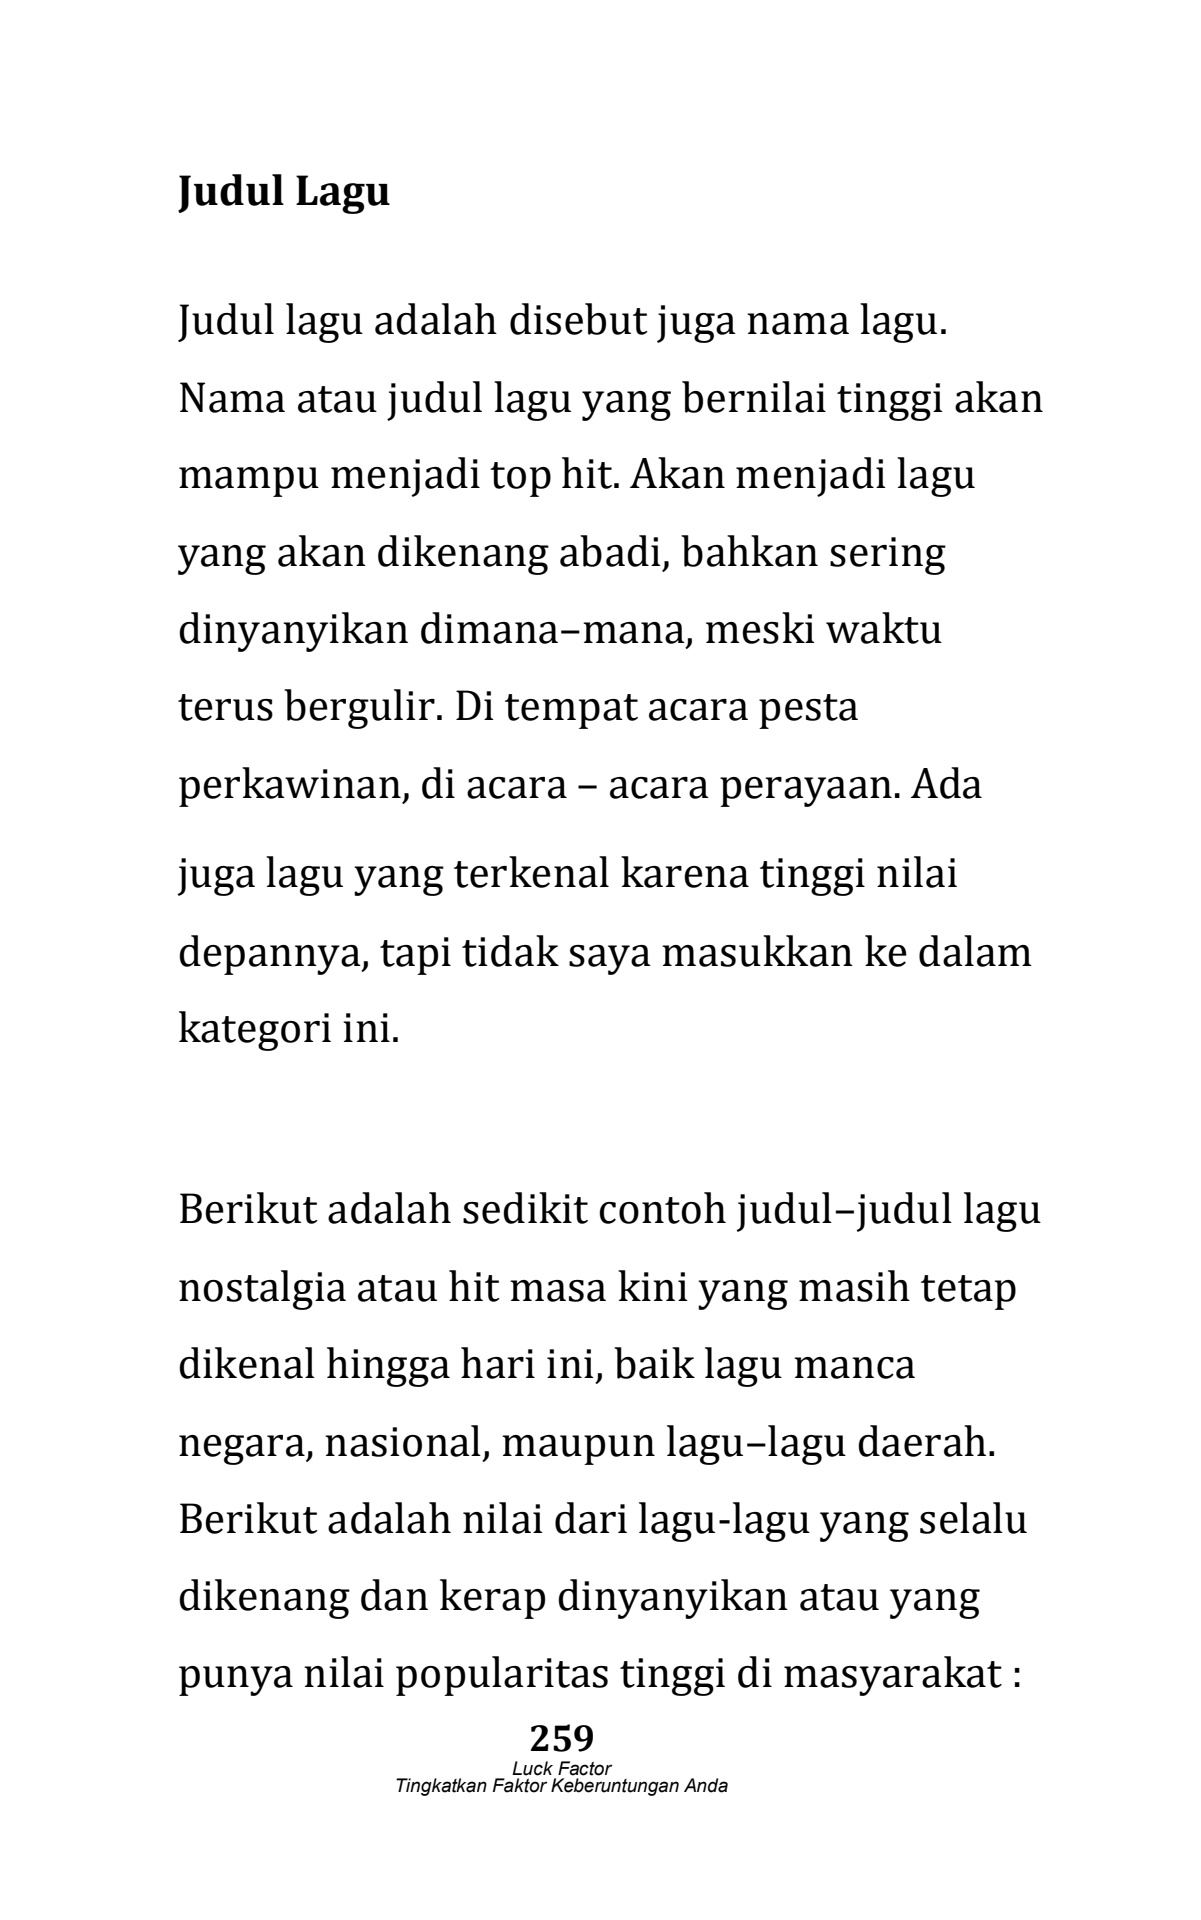 Judul Lagu
Judul lagu adalah disebut juga nama lagu.
Nama atau judul lagu yang bernilai tinggi akan
mampu menjadi top hit. Akan menjadi lagu
yang akan dikenang abadi, bahkan sering
dinyanyikan dimana–mana, meski waktu
terus bergulir. Di tempat acara pesta
perkawinan, di acara – acara perayaan. Ada
juga lagu yang terkenal karena tinggi nilai
depannya, tapi tidak saya masukkan ke dalam
kategori ini.
Berikut adalah sedikit contoh judul–judul lagu
nostalgia atau hit masa kini yang masih tetap
dikenal hingga hari ini, baik lagu manca
negara, nasional, maupun lagu–lagu daerah.
Berikut adalah nilai dari lagu-lagu yang selalu
dikenang dan kerap dinyanyikan atau yang
punya nilai popularitas tinggi di masyarakat :
259
Luck Factor
Tingkatkan Faktor Keberuntungan Anda